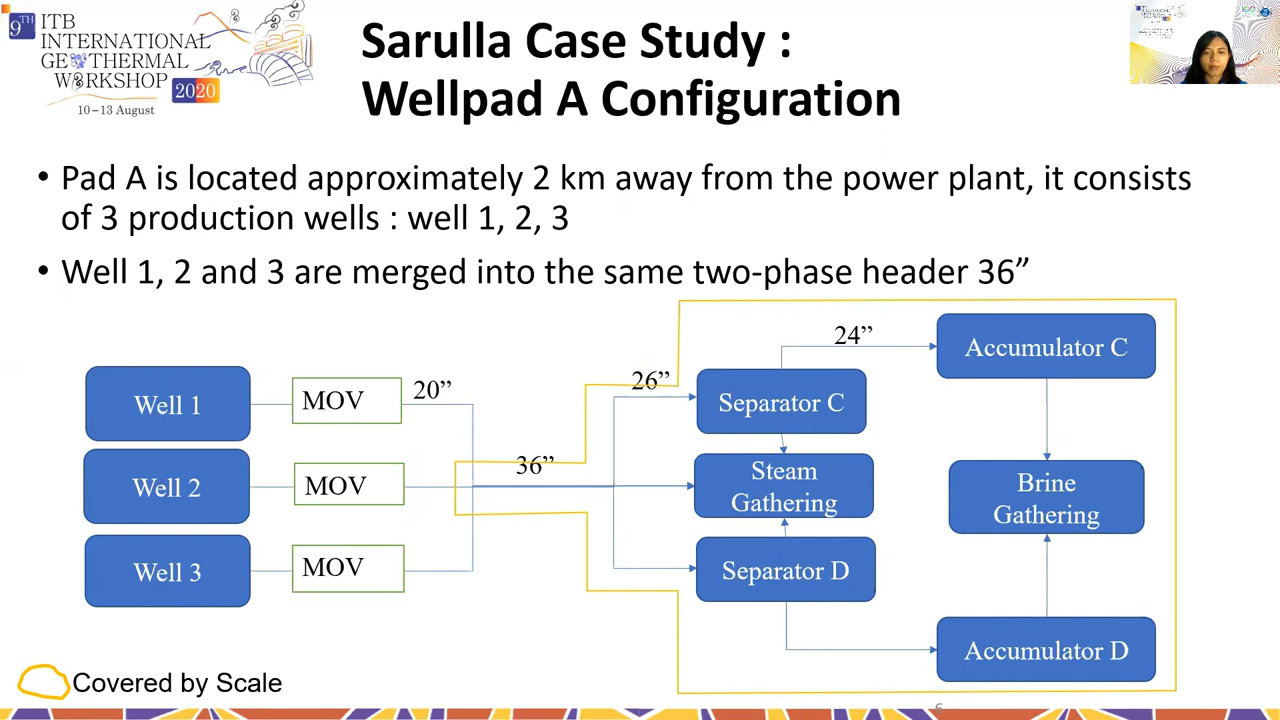 9TH ITB
INTERNATIONAL
GEOTHERMAL
WORKSHOP
2020
10–13 August
Sarulla Case Study :
Wellpad A Configuration
• Pad A is located approximately 2 km away from the power plant, it consists
of 3 production wells : well 1, 2, 3
• Well 1, 2 and 3 are merged into the same two-phase header 36”
Well 1
MOV
20”
Well 2
MOV
Well 3
MOV
36”
26”
24”
Separator C
Steam
Gathering
Separator D
Accumulator C
Brine
Gathering
Accumulator D
Covered by Scale
6